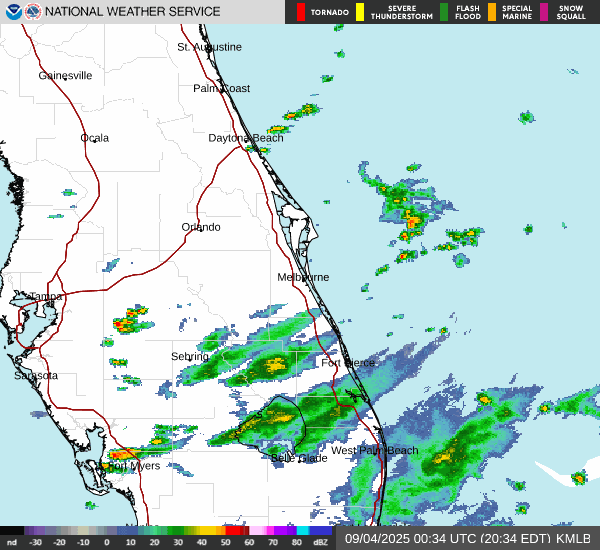 NATIONAL WEATHER SERVICE
TORNADO
SEVERE THUNDERSTORM
FLASH FLOOD
SPECIAL MARINE
SNOW SQUALL
St. Augustine
Gainesville
Palm Coast
Ocala
Daytona Beach
Orlando
Melbourne
Tampa
Sebring
Fort Pierce
Sarasota
West Palm Beach
Belle Glade
Fort Myers
nd -30 -20 -10 0 10 20 30 40 50 60 70 80 dBZ
09/04/2025 00:34 UTC (20:34 EDT) KMLB